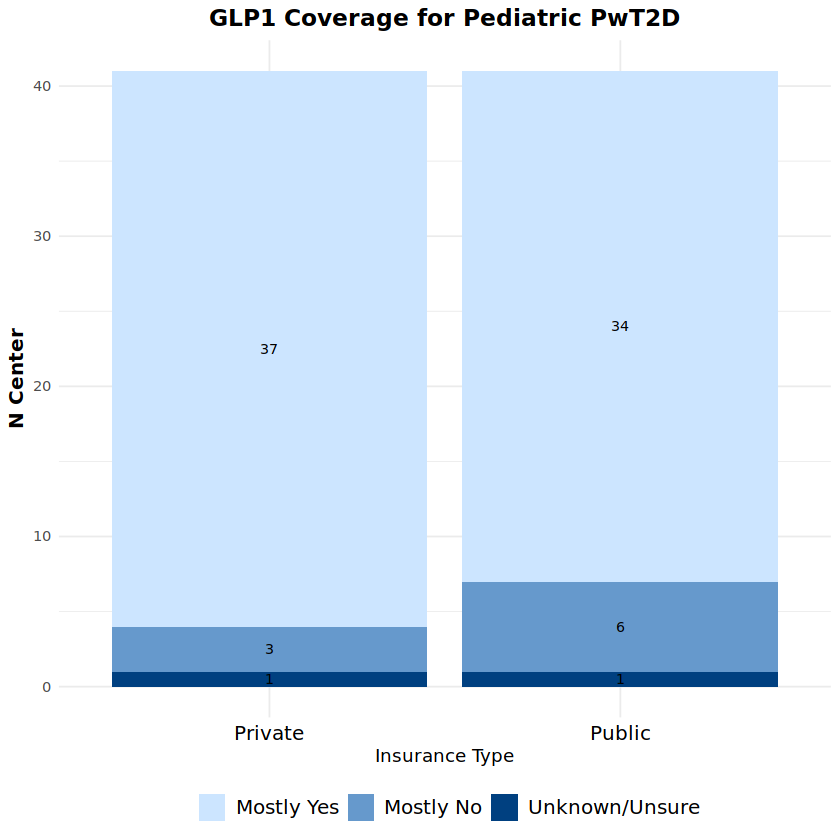 GLP1 Coverage for Pediatric PwT2D
N Center
40
30
20
10
0
37
34
3
6
1
1
Private
Public
Insurance Type
Mostly Yes
Mostly No
Unknown/Unsure